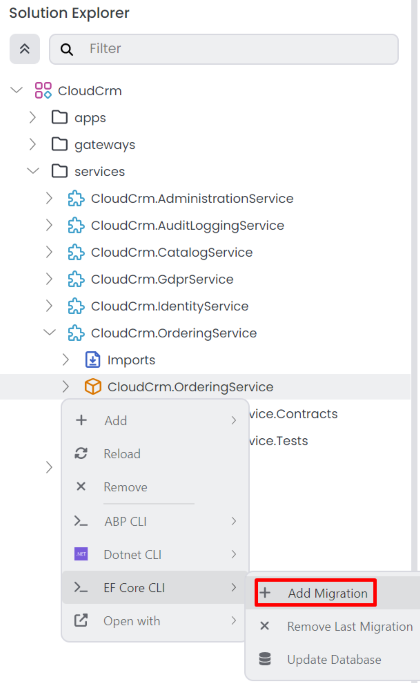 Solution Explorer
Filter
CloudCrm
apps
gateways
services
CloudCrm.AdministrationService
CloudCrm.AuditLoggingService
CloudCrm.CatalogService
CloudCrm.GdprService
CloudCrm.IdentityService
CloudCrm.OrderingService
Imports
CloudCrm.OrderingService
vice.Contracts
vice.Tests
Add
Reload
Remove
ABP CLI
.NET Dotnet CLI
EF Core CLI
Open with
Add Migration
Remove Last Migration
Update Database